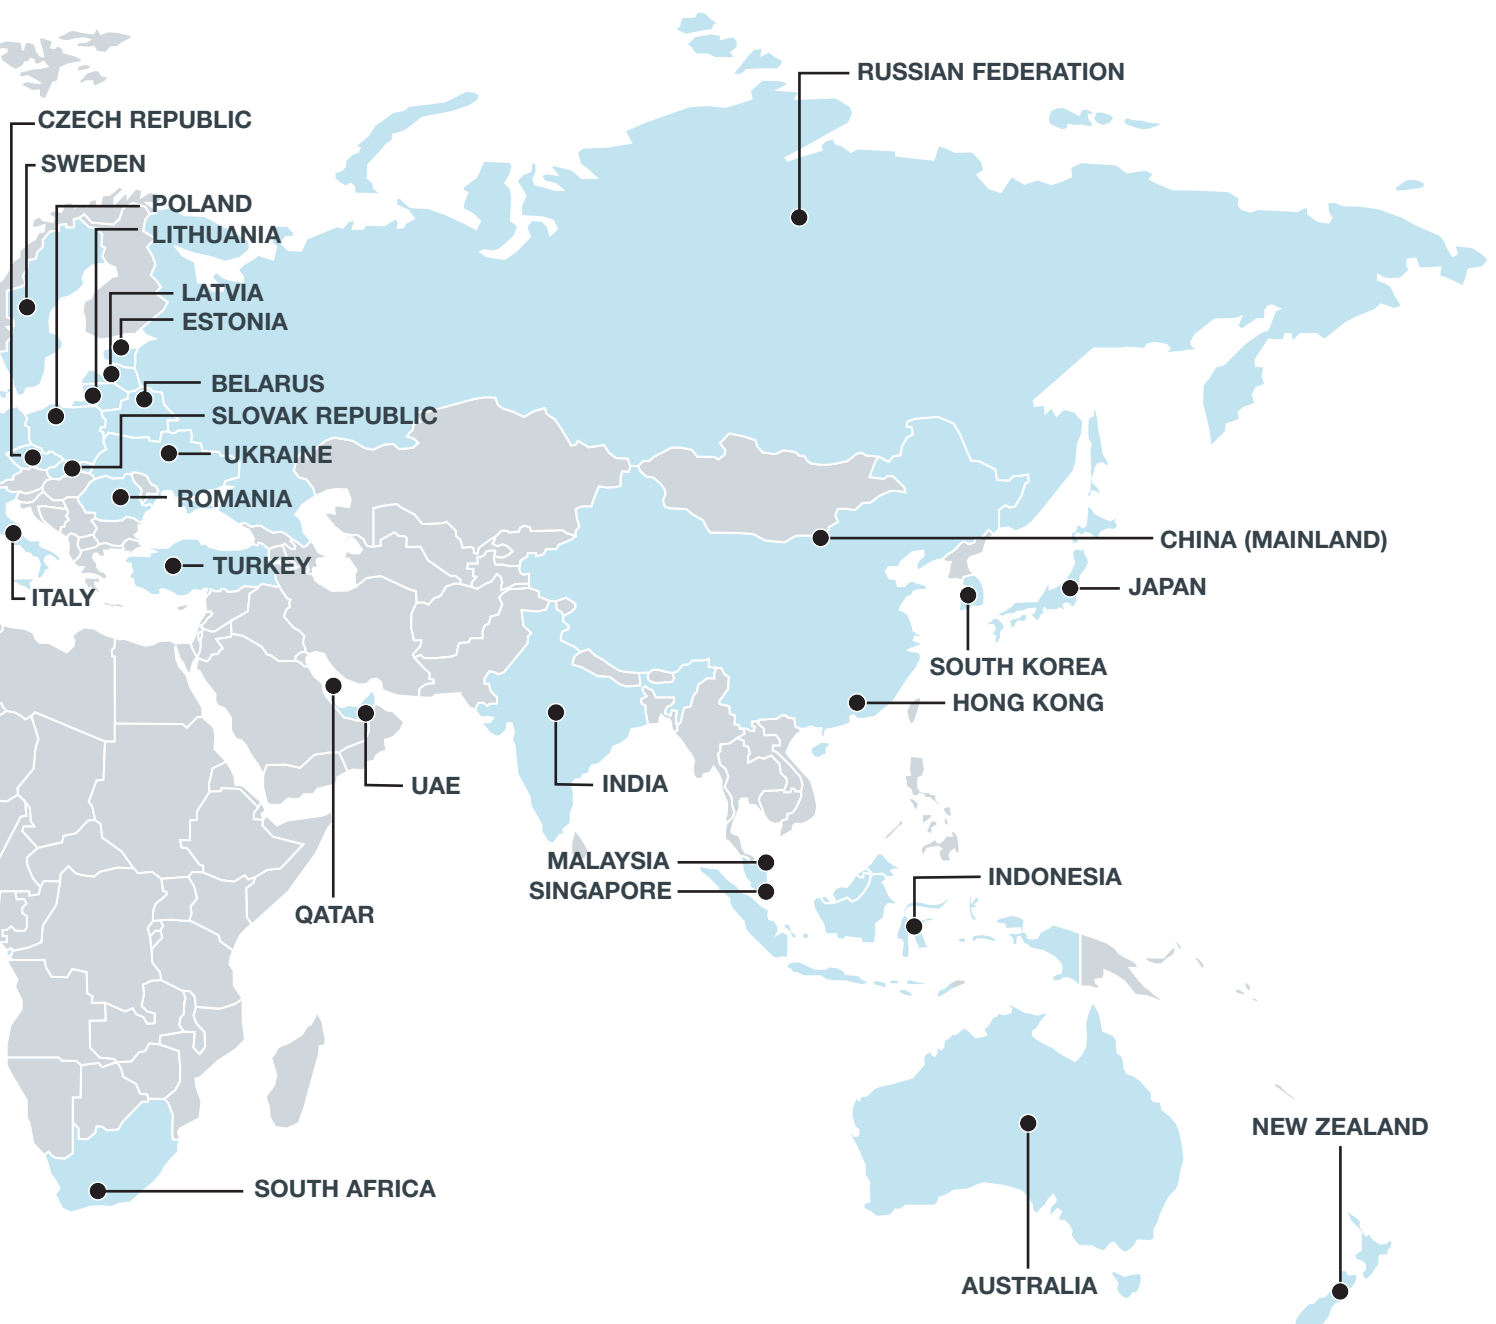 RUSSIAN FEDERATION
CZECH REPUBLIC
SWEDEN
POLAND
LITHUANIA
LATVIA
ESTONIA
BELARUS
SLOVAK REPUBLIC
UKRAINE
ROMANIA
CHINA (MAINLAND)
TURKEY
JAPAN
ITALY
SOUTH KOREA
HONG KONG
UAE
INDIA
MALAYSIA
INDONESIA
SINGAPORE
QATAR
NEW ZEALAND
SOUTH AFRICA
AUSTRALIA